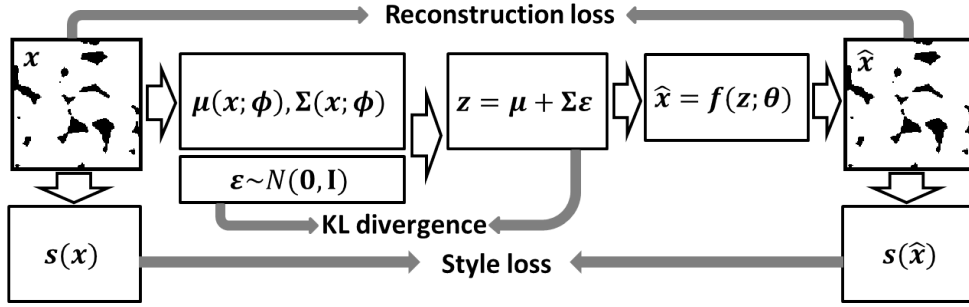 Reconstruction loss
x
μ(x; ϕ), Σ(x; ϕ)
ε~N(0, I)
z = μ + Σε
x̂ = f(z; θ)
x̂
KL divergence
s(x)
Style loss
s(x̂)